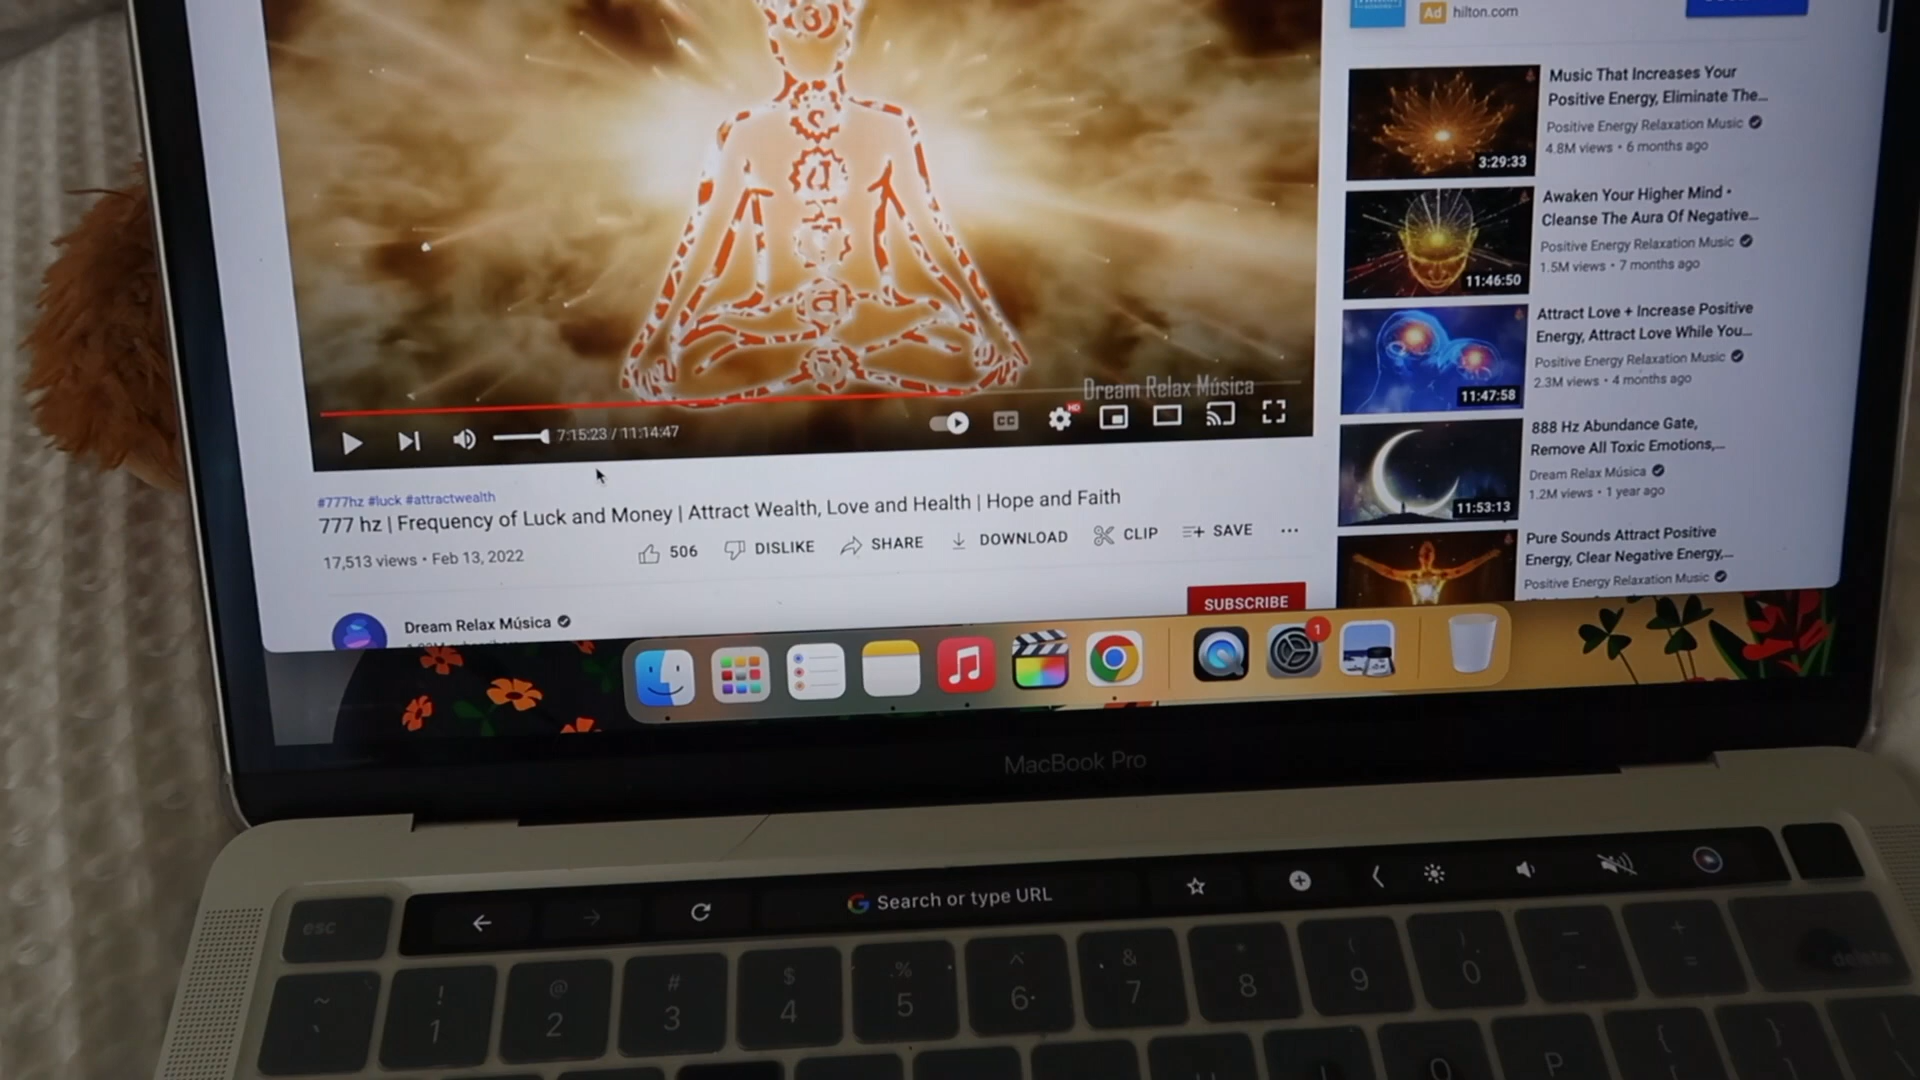 Ad hilton.com
Music That Increases Your
Positive Energy, Eliminate The...
Positive Energy Relaxation Music
4.8M views • 6 months ago
3:29:33
Awaken Your Higher Mind •
Cleanse The Aura Of Negative...
Positive Energy Relaxation Music
1.5M views • 7 months ago
11:46:50
Attract Love + Increase Positive
Energy, Attract Love While You...
Positive Energy Relaxation Music
2.3M views • 4 months ago
11:47:58
888 Hz Abundance Gate,
Remove All Toxic Emotions,...
Dream Relax Música
1.2M views • 1 year ago
11:53:13
Pure Sounds Attract Positive
Energy, Clear Negative Energy,...
Positive Energy Relaxation Music
Dream Relax Música
7:15:23 / 11:14:47
CC
HD
#777hz #luck #attractwealth
777 hz | Frequency of Luck and Money | Attract Wealth, Love and Health | Hope and Faith
17,513 views • Feb 13, 2022
506 DISLIKE SHARE DOWNLOAD CLIP SAVE ...
Dream Relax Música
SUBSCRIBE
1
MacBook Pro
esc
Search or type URL
~ ! @ # $ % ^ & * ( ) _ +
` 1 2 3 4 5 6 7 8 9 0 - =
delete
O P { }